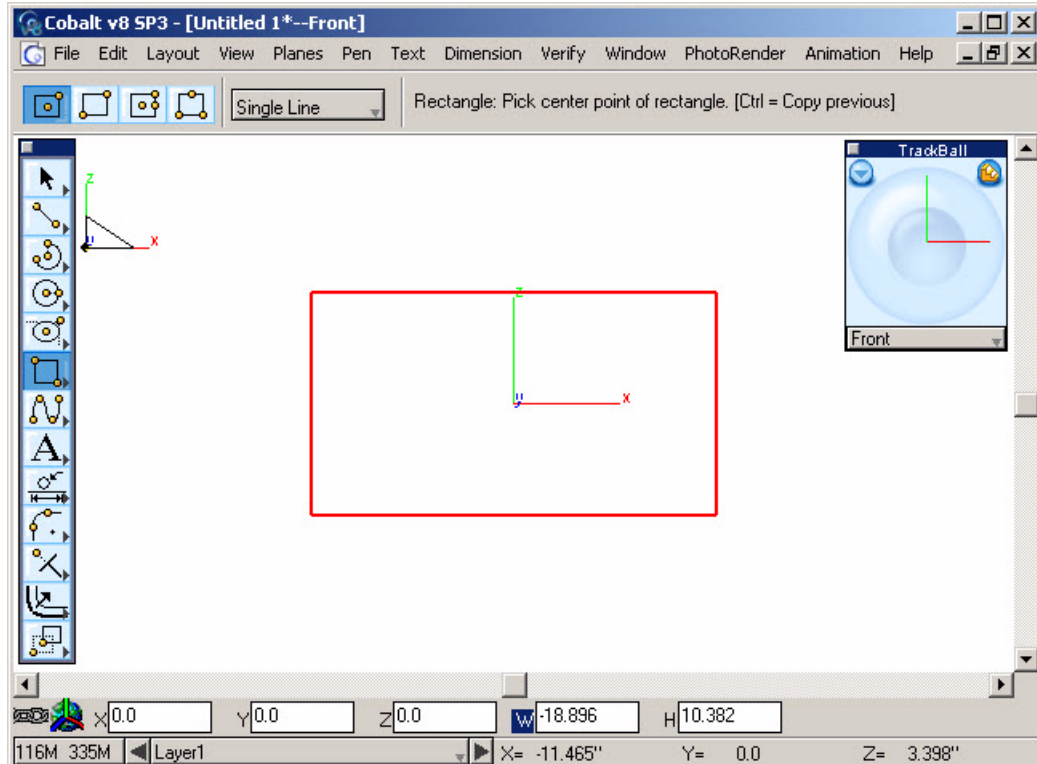 Cobalt v8 SP3 - [Untitled 1*--Front]
File Edit Layout View Planes Pen Text Dimension Verify Window PhotoRender Animation Help
Single Line Rectangle: Pick center point of rectangle. [Ctrl = Copy previous]
TrackBall
z
y x
z
y x
Front
A
X 0.0 Y 0.0 Z 0.0 W -18.896 H 10.382
116M 335M Layer1 X= -11.465" Y= 0.0 Z= 3.398"